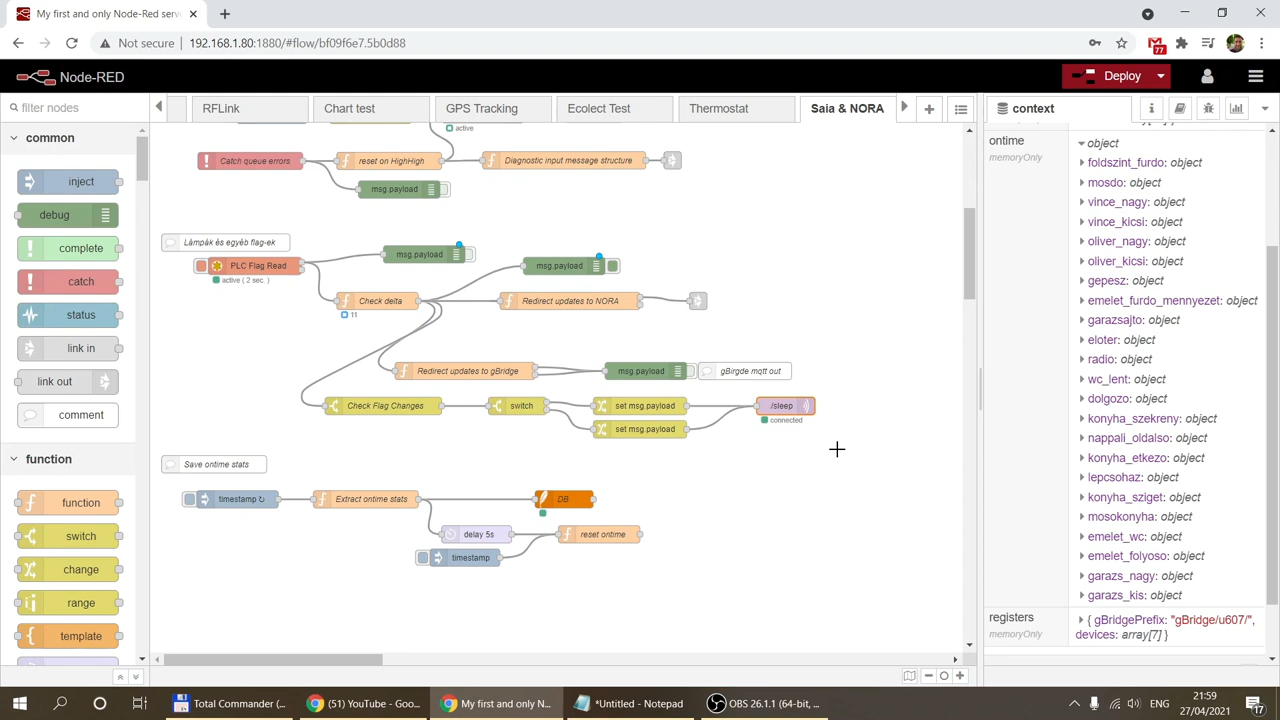 My first and only Node-Red serv
Not secure
192.168.1.80:1880/#flow/bf09f6e7.5b0d88
77
Node-RED
Deploy
filter nodes
RFLink
Chart test
GPS Tracking
Ecolect Test
Thermostat
Saia & NORA
context
common
inject
debug
complete
catch
status
link in
link out
comment
function
function
switch
change
range
template
active
Catch queue errors
reset on HighHigh
Diagnostic input message structure
msg.payload
Lámpák és egyéb flag-ek
PLC Flag Read
active ( 2 sec. )
msg.payload
msg.payload
Check delta
11
Redirect updates to NORA
Redirect updates to gBridge
msg.payload
gBirgde mqtt out
Check Flag Changes
switch
set msg.payload
set msg.payload
/sleep
connected
Save ontime stats
timestamp ↻
Extract ontime stats
DB
delay 5s
reset ontime
timestamp
ontime
memoryOnly
object
foldszint_furdo: object
mosdo: object
vince_nagy: object
vince_kicsi: object
oliver_nagy: object
oliver_kicsi: object
gepesz: object
emelet_furdo_mennyezet: object
garazsajto: object
eloter: object
radio: object
wc_lent: object
dolgozo: object
konyha_szekreny: object
nappali_oldalso: object
konyha_etkezo: object
lepcsohaz: object
konyha_sziget: object
mosokonyha: object
emelet_wc: object
emelet_folyoso: object
garazs_nagy: object
garazs_kis: object
registers
memoryOnly
{ gBridgePrefix: "gBridge/u607/",
devices: array[7] }
Total Commander (...
(51) YouTube - Goo...
My first and only No...
*Untitled - Notepad
OBS 26.1.1 (64-bit, ...
ENG
21:59
27/04/2021
17